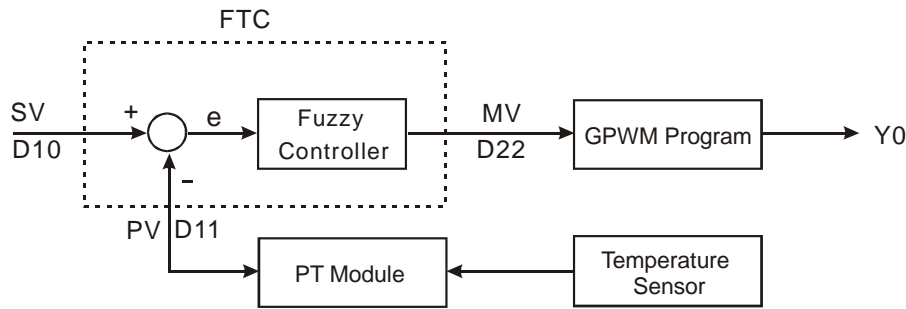 FTC
SV
D10
+
e
Fuzzy
Controller
MV
D22
GPWM Program
Y0
–
PV D11
PT Module
Temperature
Sensor